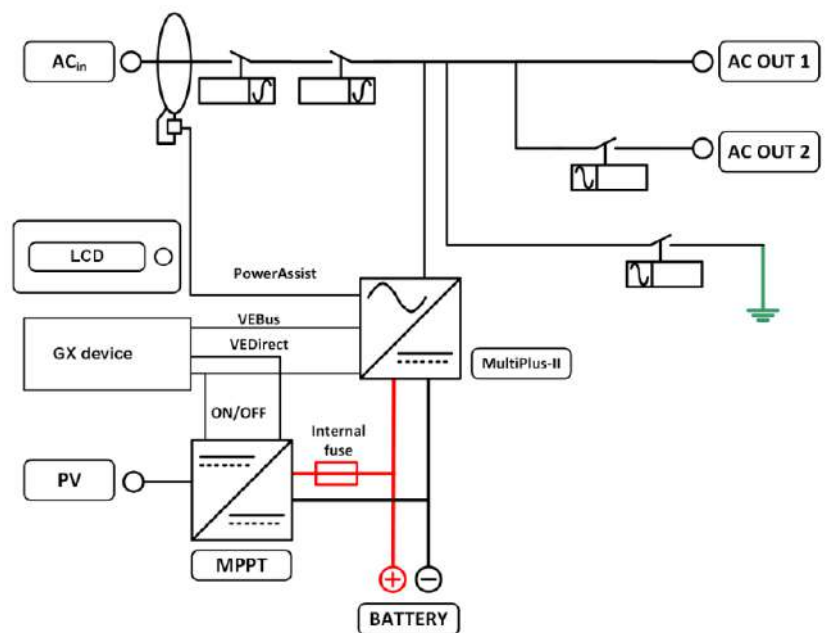 ACin
AC OUT 1
AC OUT 2
LCD
PowerAssist
VEBus
GX device
VEDirect
MultiPlus-II
ON/OFF
Internal
fuse
PV
MPPT
+
−
BATTERY